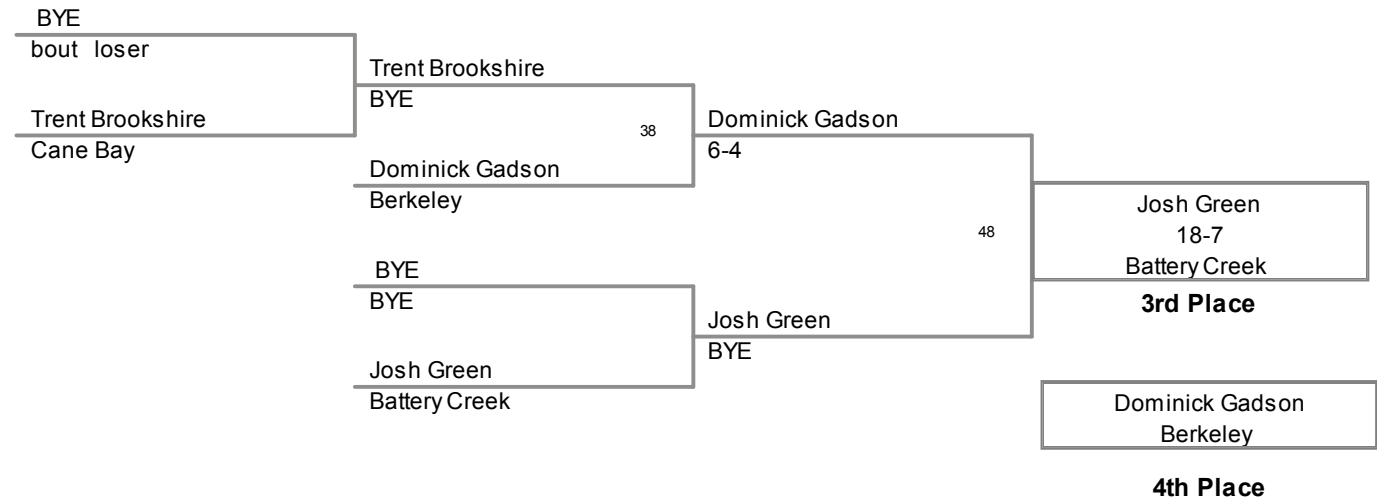 BYE
bout loser
Trent Brookshire
Cane Bay
Trent Brookshire
BYE
38
Dominick Gadson
Berkeley
BYE
BYE
Josh Green
Battery Creek
Dominick Gadson
6-4
48
Josh Green
BYE
Josh Green
18-7
Battery Creek
3rd Place
Dominick Gadson
Berkeley
4th Place